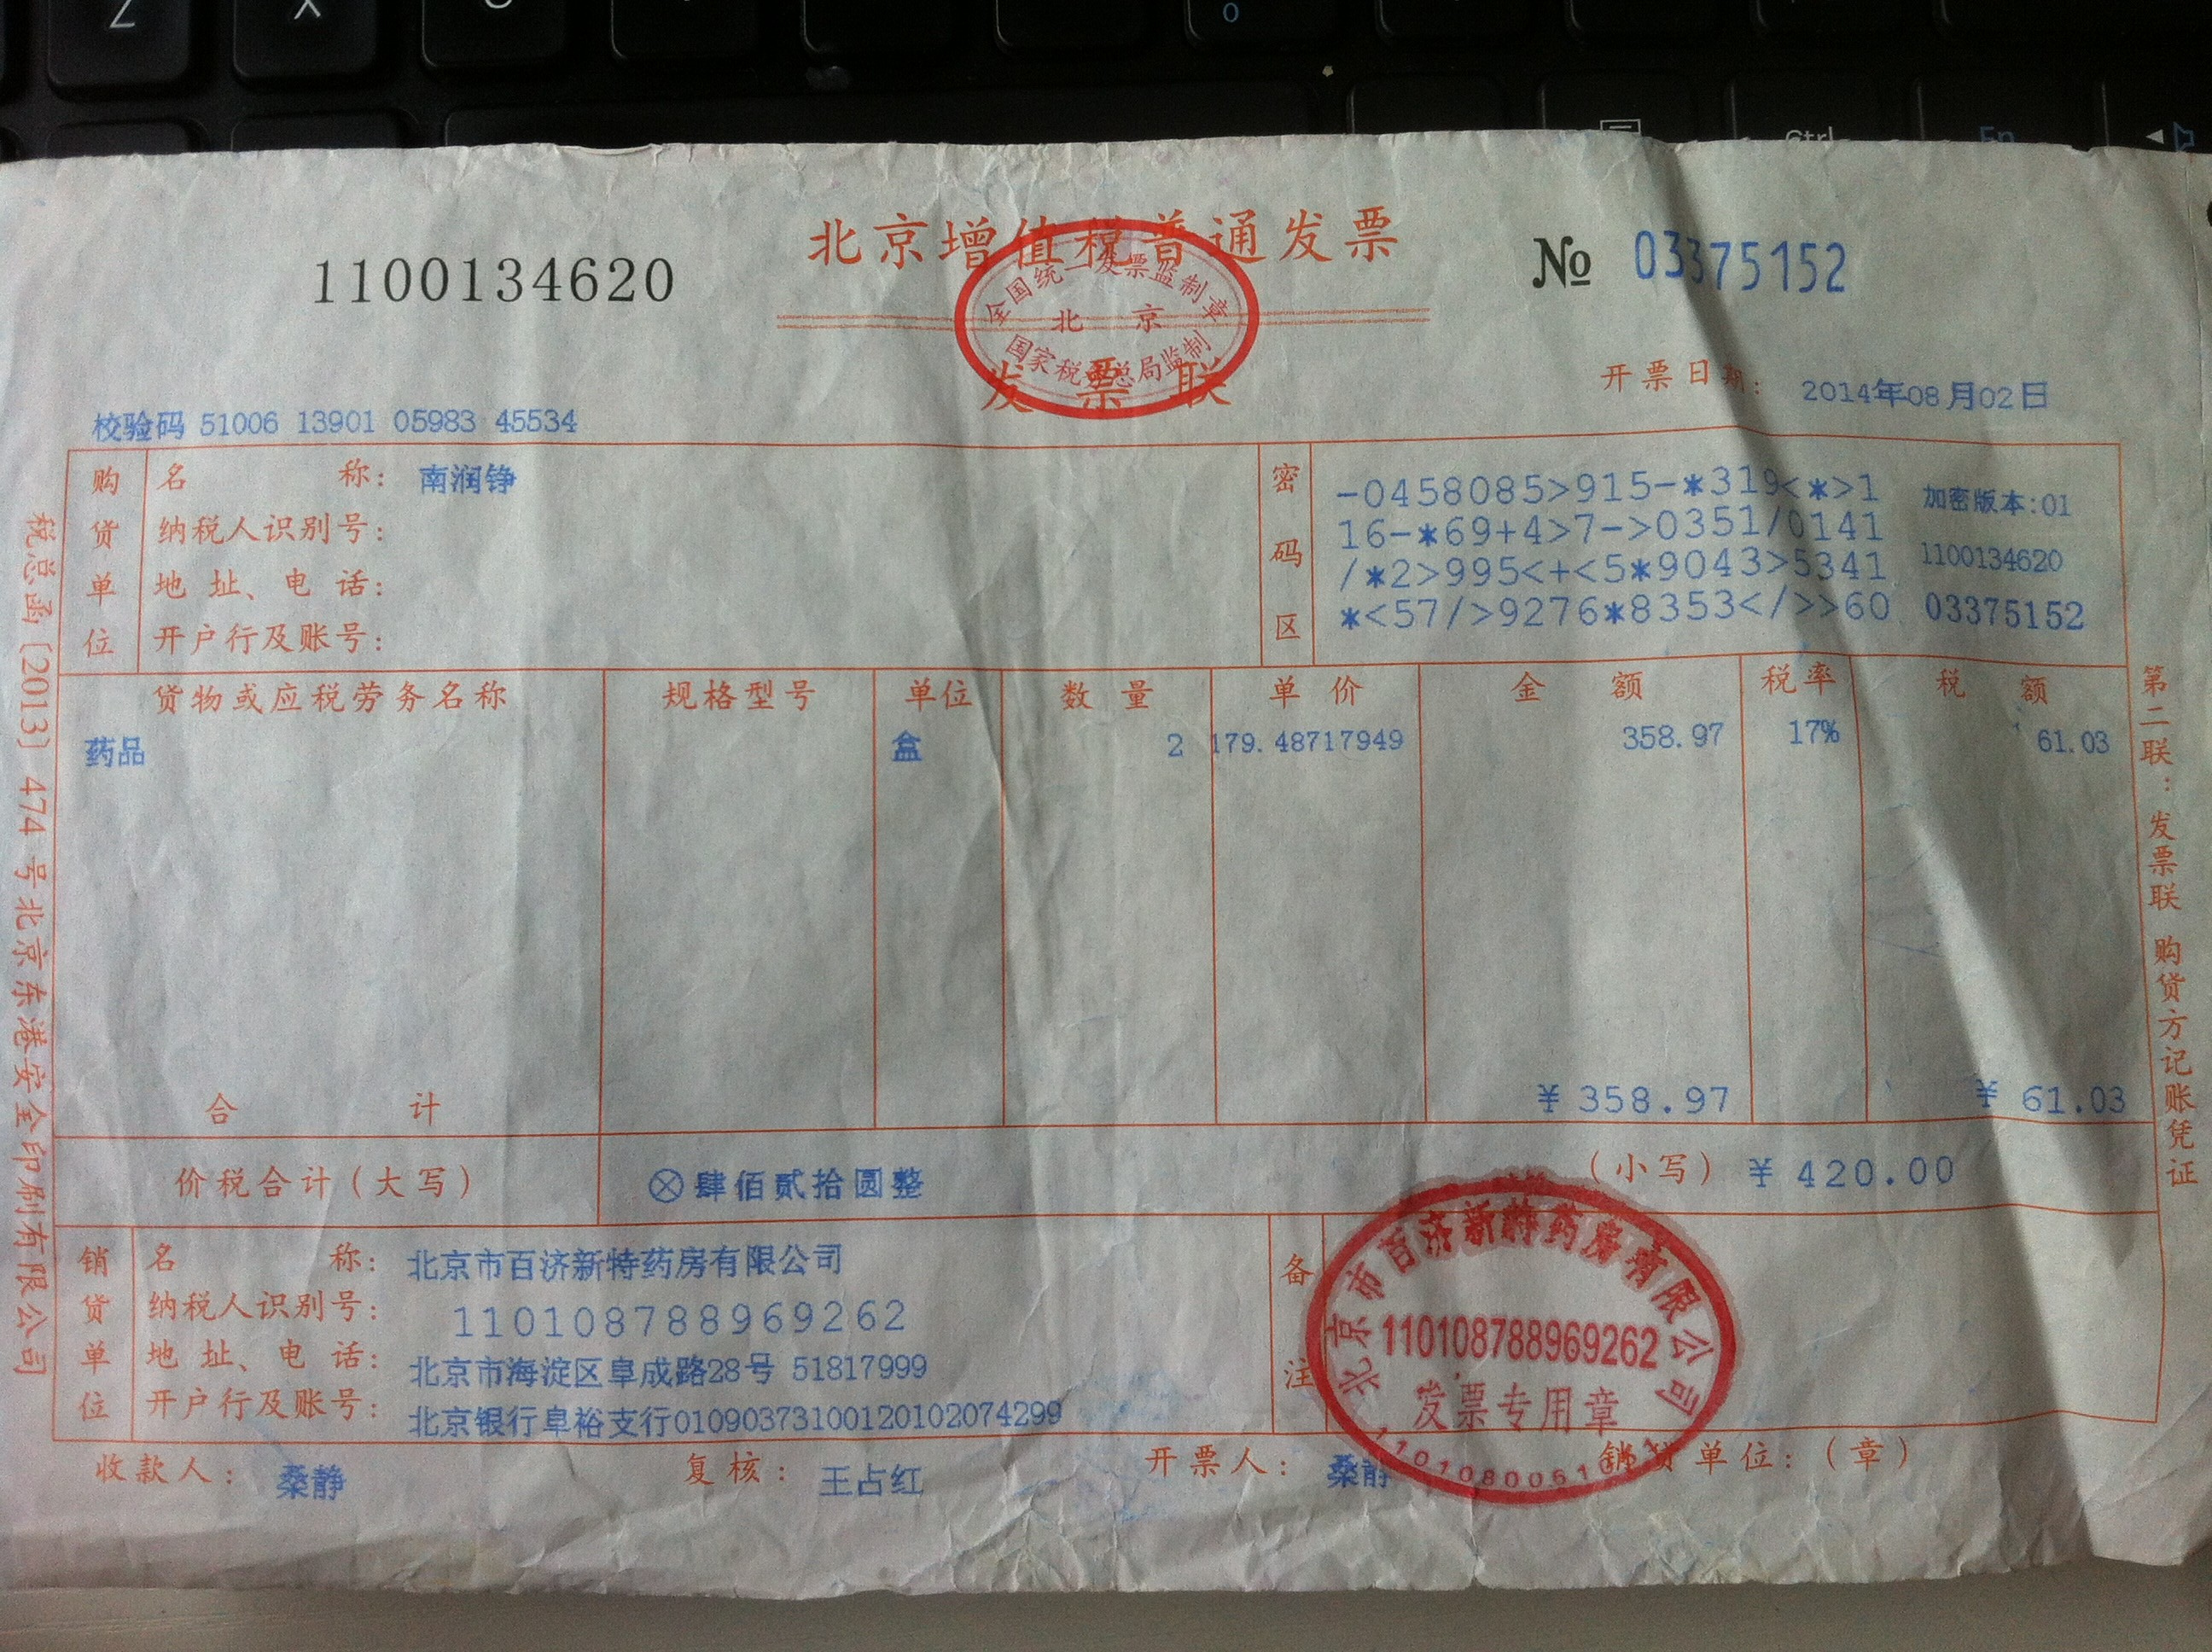 Z X C
Ctrl Fn
北京增值税普通发票
1100134620
№ 03375152
全国统一发票监制章
北 京
国家税务总局监制
发票联
开票日期: 2014年08月02日
校验码 51006 13901 05983 45534
购货单位
名 称: 南润铮
纳税人识别号:
地 址、电 话:
开户行及账号:
密码区
-0458085>915-*319<*>1
16-*69+4>7->0351/0141
/*2>995<+<5*9043>5341
*<57/>9276*8353</>>60
加密版本:01
1100134620
03375152
货物或应税劳务名称 规格型号 单位 数 量 单 价 金 额 税率 税 额
药品 盒 2 179.48717949 358.97 17% 61.03
合 计 ¥358.97 ¥61.03
价税合计(大写) ⊗肆佰贰拾圆整 (小写) ¥420.00
销货单位
名 称: 北京市百济新特药房有限公司
纳税人识别号: 110108788969262
地 址、电 话: 北京市海淀区阜成路28号 51817999
开户行及账号: 北京银行阜裕支行01090373100120102074299
备注
北京市百济新特药房有限公司
110108788969262
发票专用章
收款人: 桑静 复核: 王占红 开票人: 桑静 销货单位:(章)
税总函〔2013〕474号北京东港安全印刷有限公司
第二联:发票联 购货方记账凭证